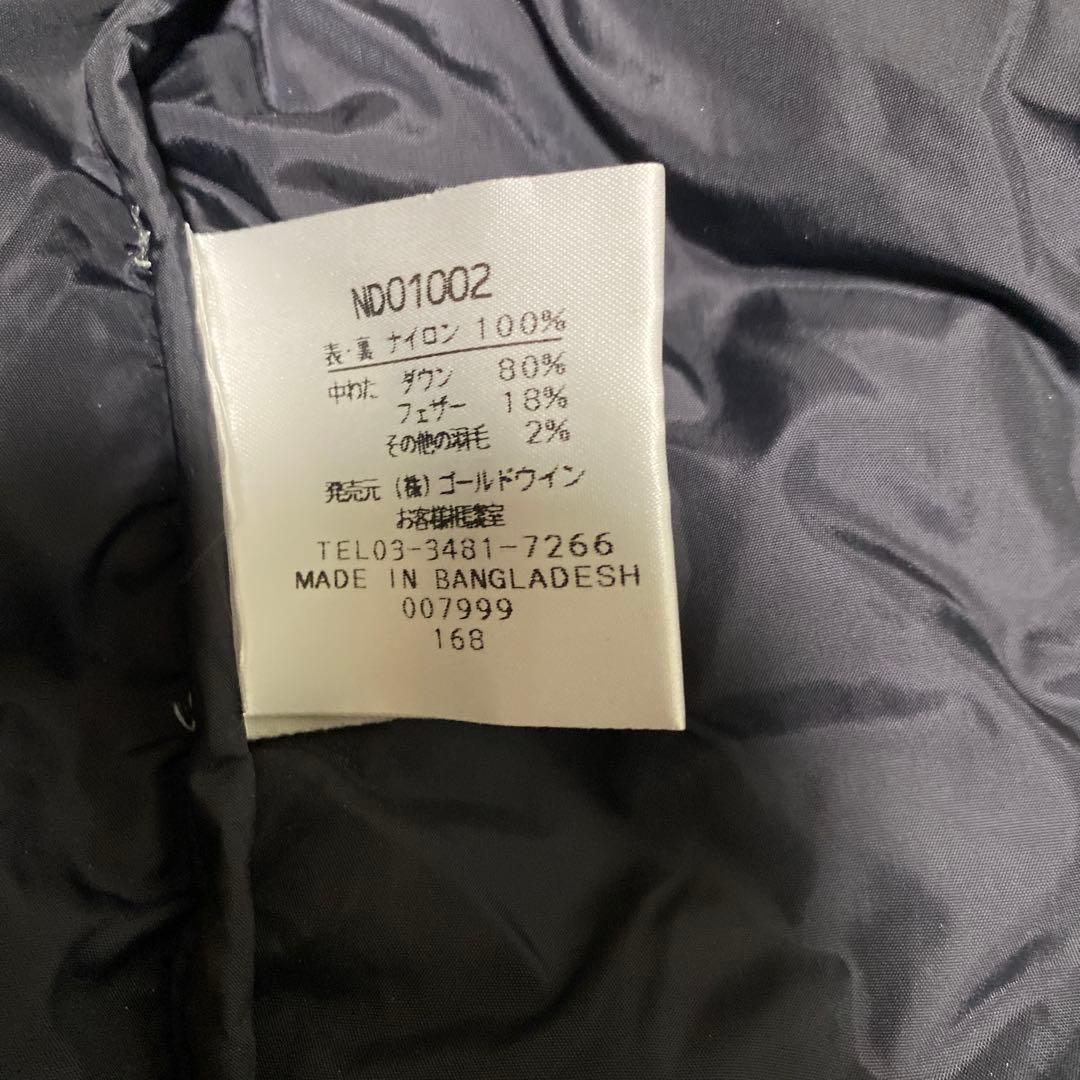 ND01002
表・裏 ナイロン 100%
中わた ダウン 80%
フェザー 18%
その他の羽毛 2%
発売元 (株)ゴールドウイン
お客様相談室
TEL03-3481-7266
MADE IN BANGLADESH
007999
168